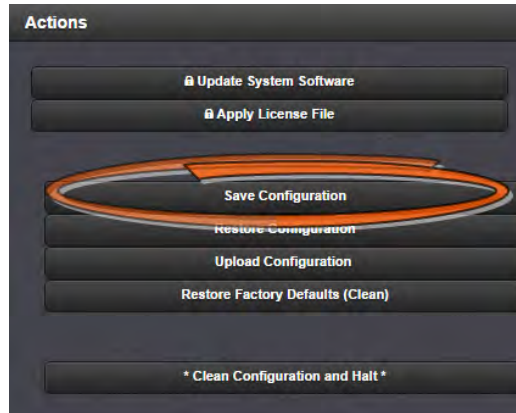 Actions
Update System Software
Apply License File
Save Configuration
Restore Configuration
Upload Configuration
Restore Factory Defaults (Clean)
* Clean Configuration and Halt *